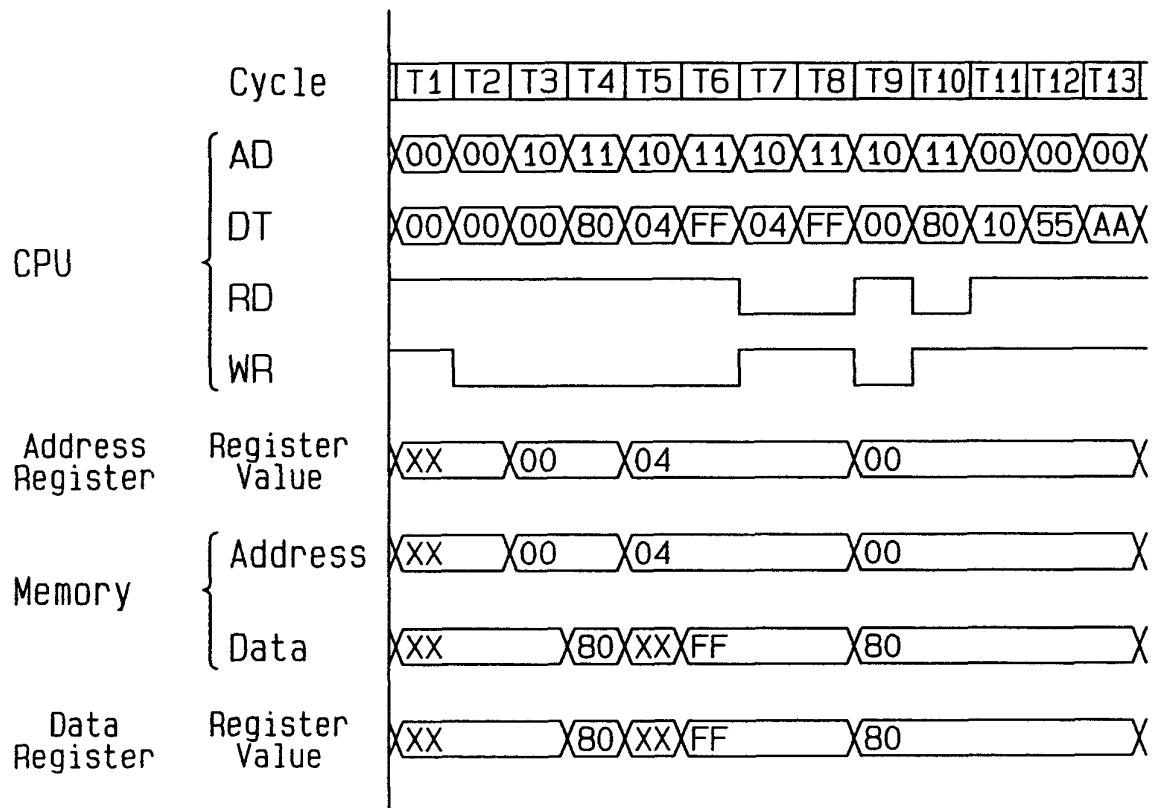 Cycle T1 T2 T3 T4 T5 T6 T7 T8 T9 T10 T11 T12 T13
CPU
AD 00 00 10 11 10 11 10 11 10 11 00 00 00
DT 00 00 00 80 04 FF 04 FF 00 80 10 55 AA
RD
WR
Address Register
Register Value
XX 00 04 00
Memory
Address XX 00 04 00
Data XX 80 XX FF 80
Data Register
Register Value
XX 80 XX FF 80